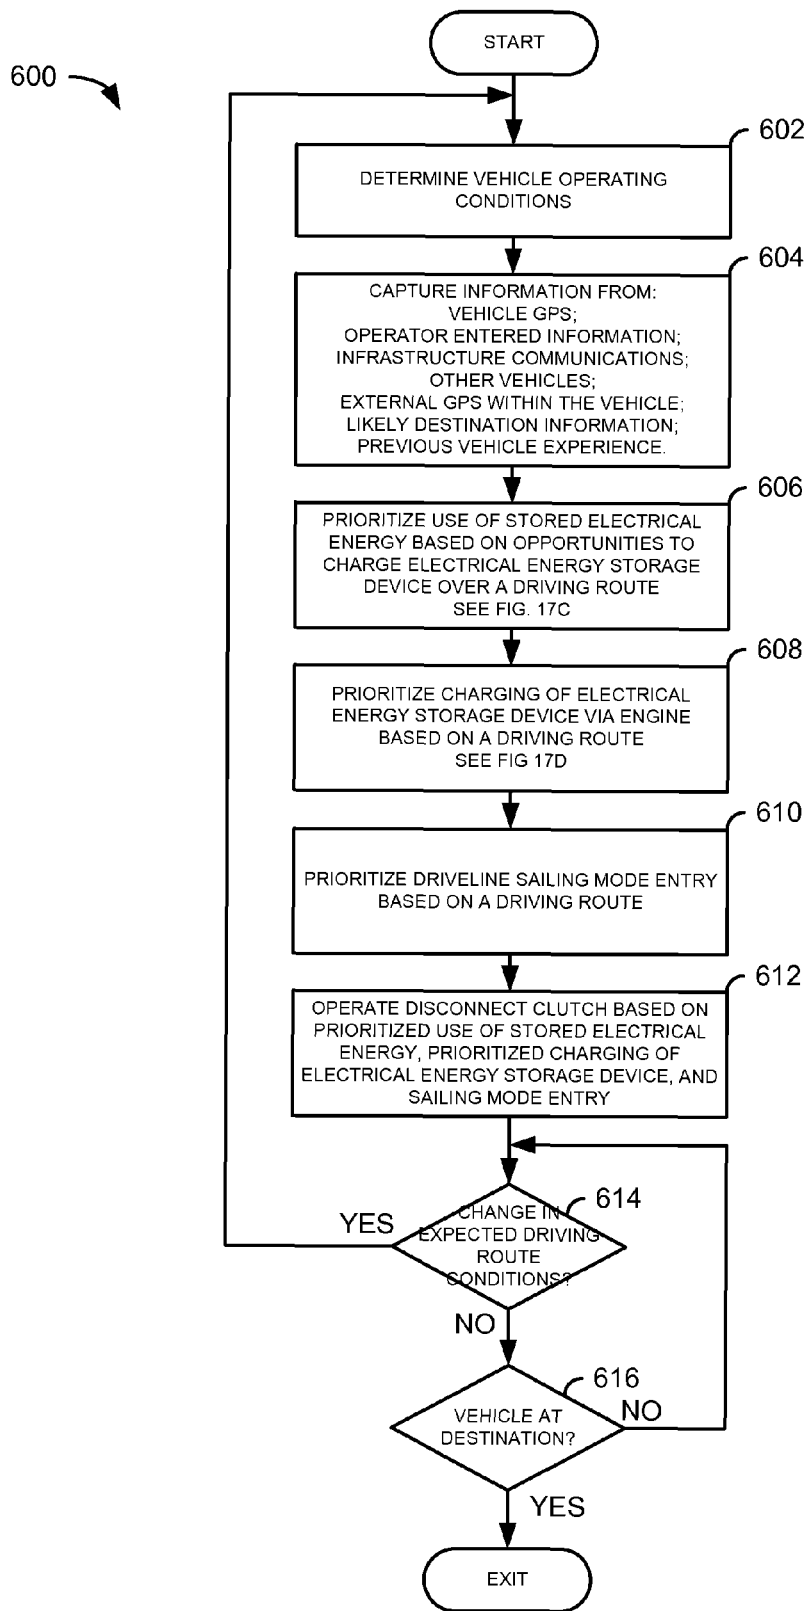 START
600
602
DETERMINE VEHICLE OPERATING
CONDITIONS
604
CAPTURE INFORMATION FROM:
VEHICLE GPS;
OPERATOR ENTERED INFORMATION;
INFRASTRUCTURE COMMUNICATIONS;
OTHER VEHICLES;
EXTERNAL GPS WITHIN THE VEHICLE;
LIKELY DESTINATION INFORMATION;
PREVIOUS VEHICLE EXPERIENCE.
606
PRIORITIZE USE OF STORED ELECTRICAL
ENERGY BASED ON OPPORTUNITIES TO
CHARGE ELECTRICAL ENERGY STORAGE
DEVICE OVER A DRIVING ROUTE
SEE FIG. 17C
608
PRIORITIZE CHARGING OF ELECTRICAL
ENERGY STORAGE DEVICE VIA ENGINE
BASED ON A DRIVING ROUTE
SEE FIG 17D
610
PRIORITIZE DRIVELINE SAILING MODE ENTRY
BASED ON A DRIVING ROUTE
612
OPERATE DISCONNECT CLUTCH BASED ON
PRIORITIZED USE OF STORED ELECTRICAL
ENERGY, PRIORITIZED CHARGING OF
ELECTRICAL ENERGY STORAGE DEVICE, AND
SAILING MODE ENTRY
614
YES
CHANGE IN
EXPECTED DRIVING
ROUTE
CONDITIONS?
NO
616
VEHICLE AT
DESTINATION?
NO
YES
EXIT